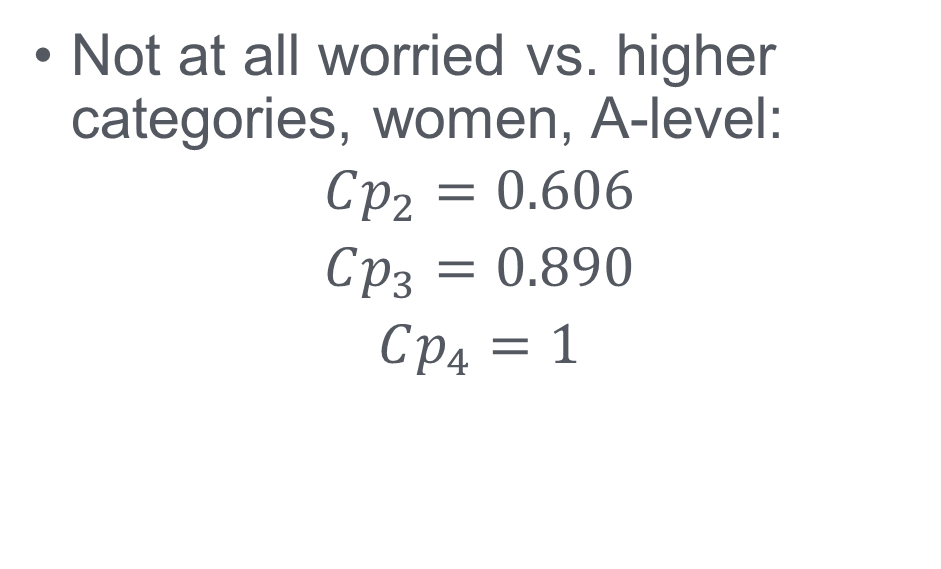 • Not at all worried vs. higher
categories, women, A-level:
𝐶𝑝₂ = 0.606
𝐶𝑝₃ = 0.890
𝐶𝑝₄ = 1